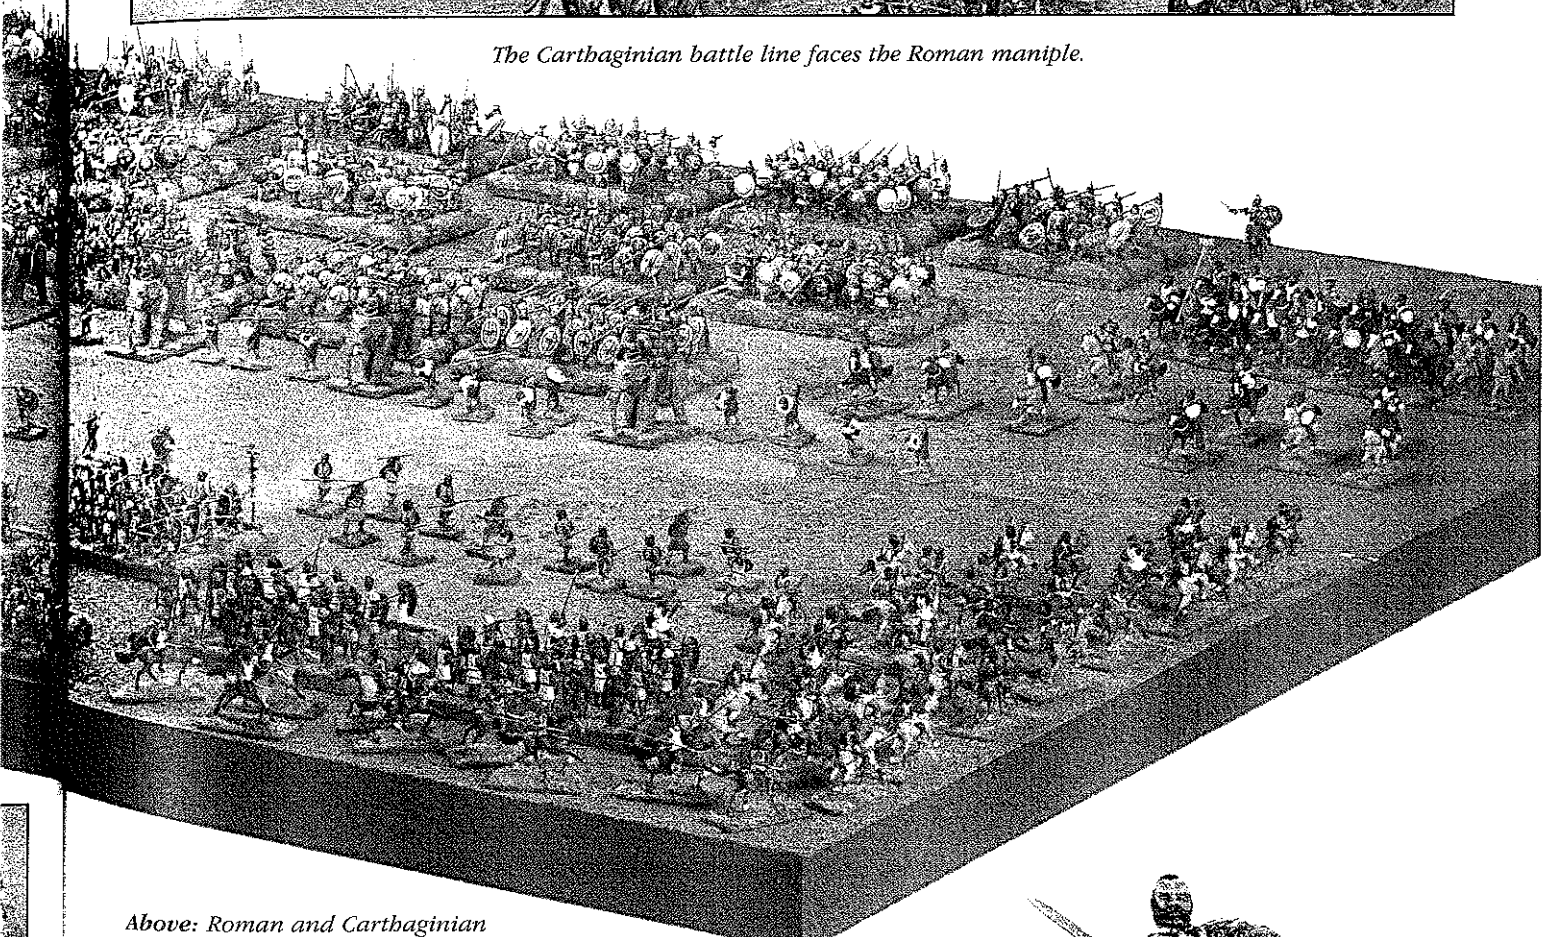 The Carthaginian battle line faces the Roman maniple.
Above: Roman and Carthaginian